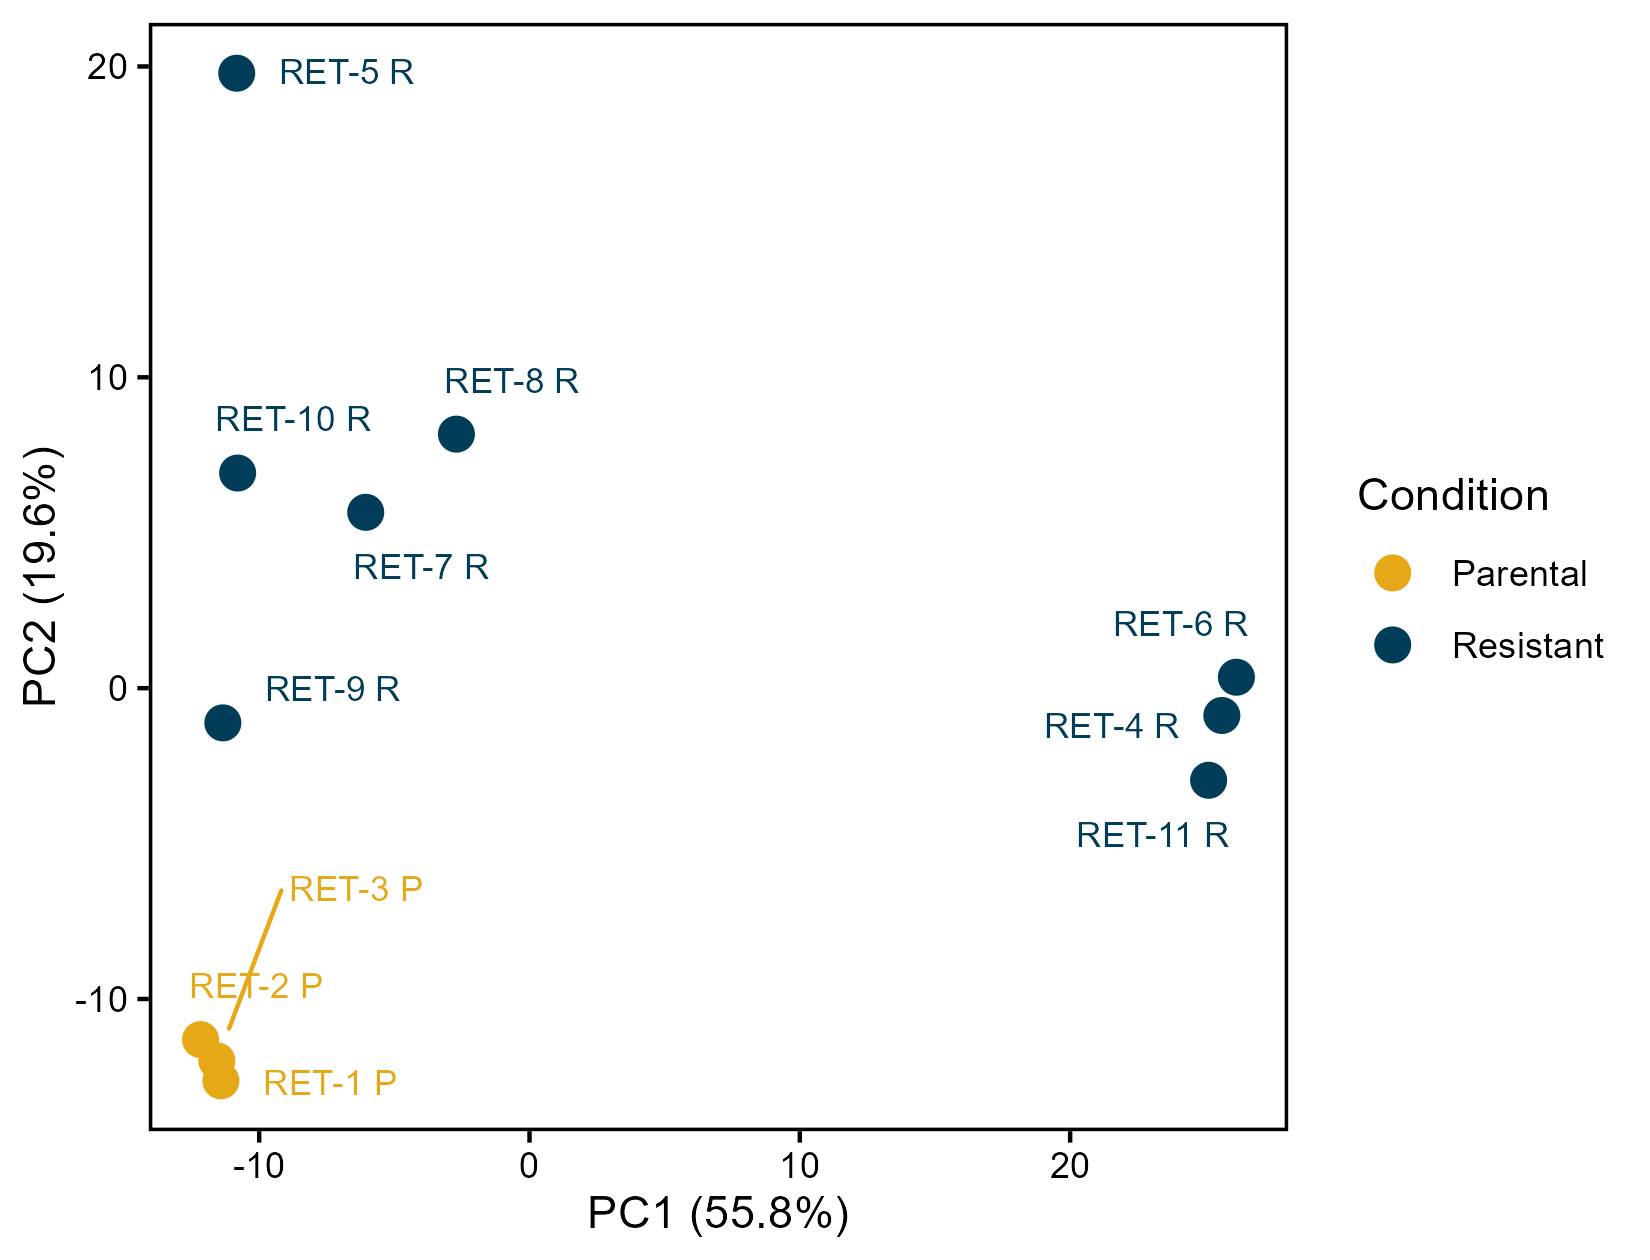 20
RET-5 R
10
RET-8 R
RET-10 R
RET-7 R
RET-6 R
0
RET-9 R
RET-4 R
RET-11 R
RET-3 P
RET-2 P
-10
RET-1 P
-10
0
10
20
PC1 (55.8%)
PC2 (19.6%)
Condition
Parental
Resistant